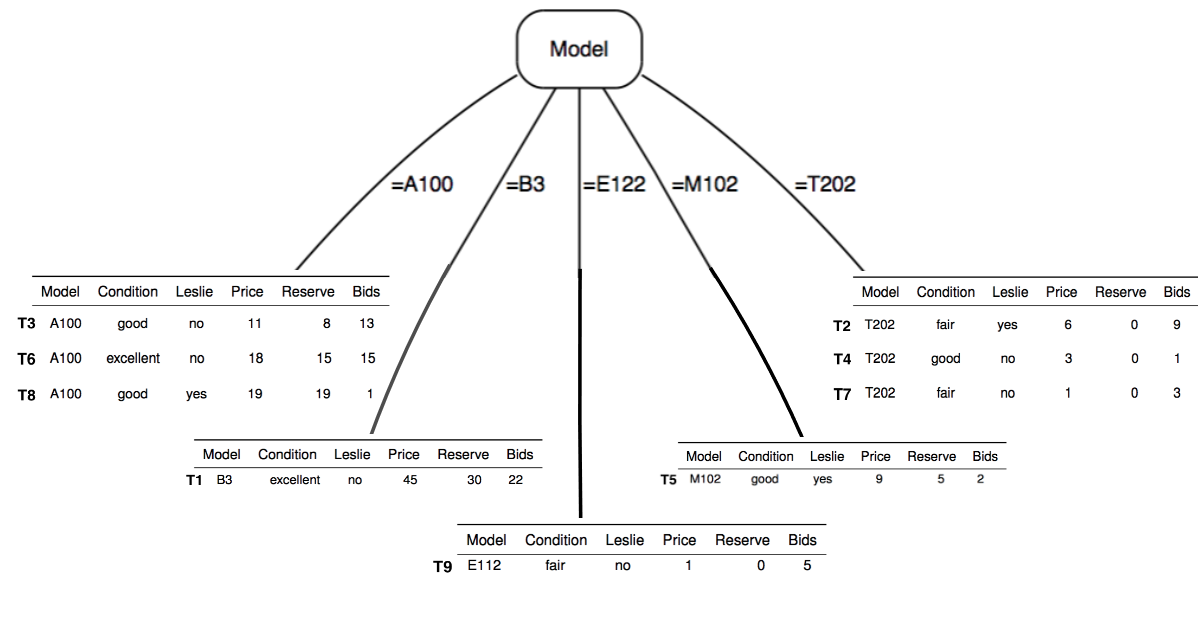 Model
=A100 =B3 =E122 =M102 =T202
Model Condition Leslie Price Reserve Bids
T3 A100 good no 11 8 13
T6 A100 excellent no 18 15 15
T8 A100 good yes 19 19 1
Model Condition Leslie Price Reserve Bids
T2 T202 fair yes 6 0 9
T4 T202 good no 3 0 1
T7 T202 fair no 1 0 3
Model Condition Leslie Price Reserve Bids
T1 B3 excellent no 45 30 22
Model Condition Leslie Price Reserve Bids
T5 M102 good yes 9 5 2
Model Condition Leslie Price Reserve Bids
T9 E112 fair no 1 0 5